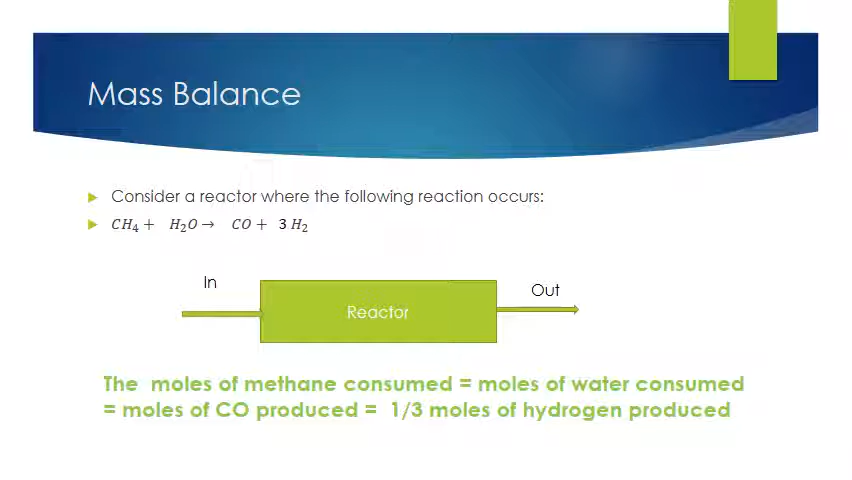 Mass Balance
Consider a reactor where the following reaction occurs:
CH₄ + H₂O → CO + 3 H₂
In
Out
Reactor
The moles of methane consumed = moles of water consumed
= moles of CO produced = 1/3 moles of hydrogen produced